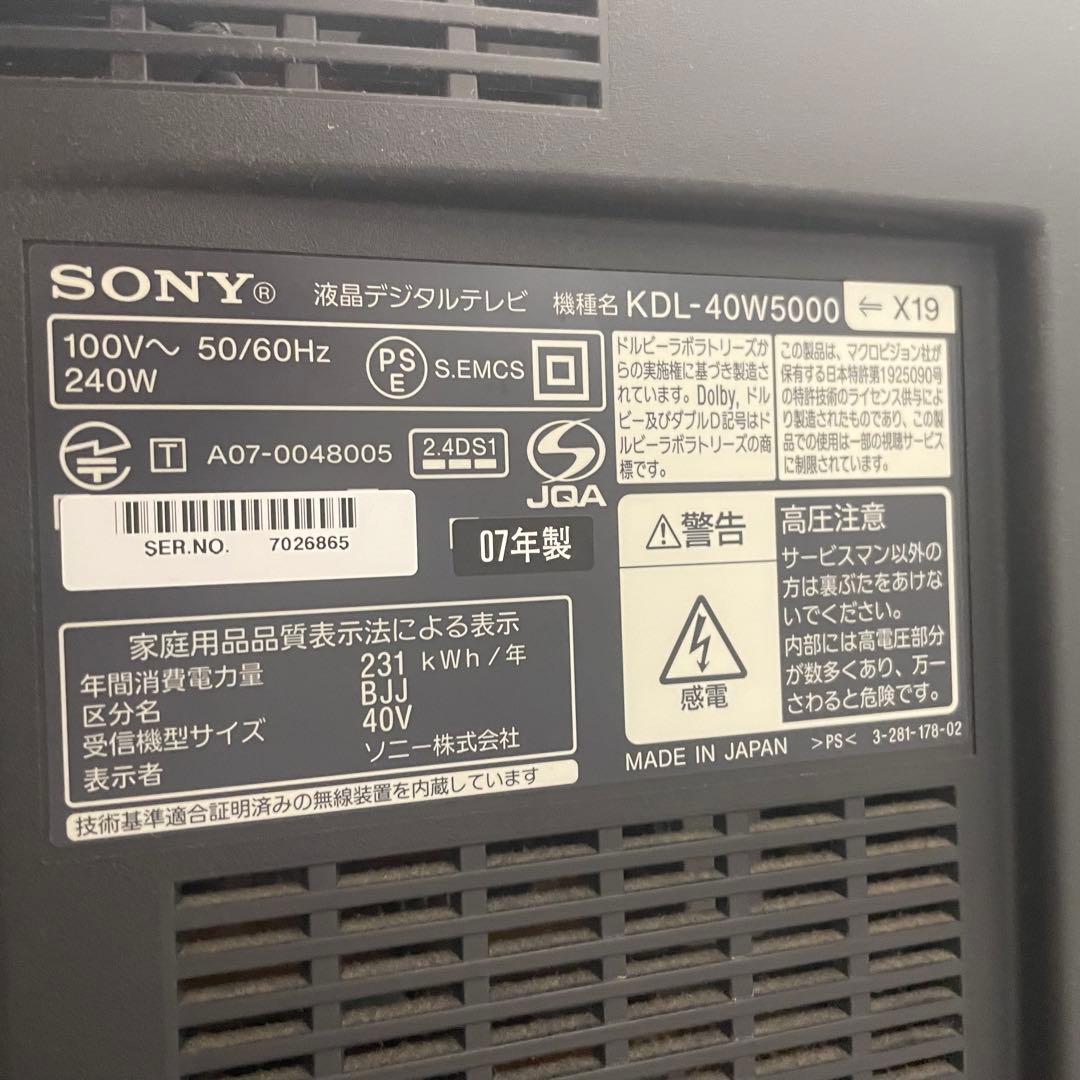 SONY® 液晶デジタルテレビ 機種名 KDL-40W5000 ⇐ X19
100V～ 50/60Hz
240W
PS
E
S.EMCS
T A07-0048005 2.4DS1
JQA
SER.NO. 7026865
07年製
ドルビーラボラトリーズか
らの実施権に基づき製造さ
れています。Dolby, ドル
ビー及びダブルD記号はド
ルビーラボラトリーズの商
標です。
この製品は、マクロビジョン社が
保有する日本特許第1925090号
の特許技術のライセンス供与によ
り製造されたものであり、この製
品での使用は一部の視聴サービス
に制限されています。
家庭用品品質表示法による表示
年間消費電力量 231 kWh/年
区分名 BJJ
受信機型サイズ 40V
表示者 ソニー株式会社
技術基準適合証明済みの無線装置を内蔵しています
⚠警告
感電
高圧注意
サービスマン以外の
方は裏ぶたをあけな
いでください。
内部には高電圧部分
が数多くあり、万一
さわると危険です。
MADE IN JAPAN >PS< 3-281-178-02